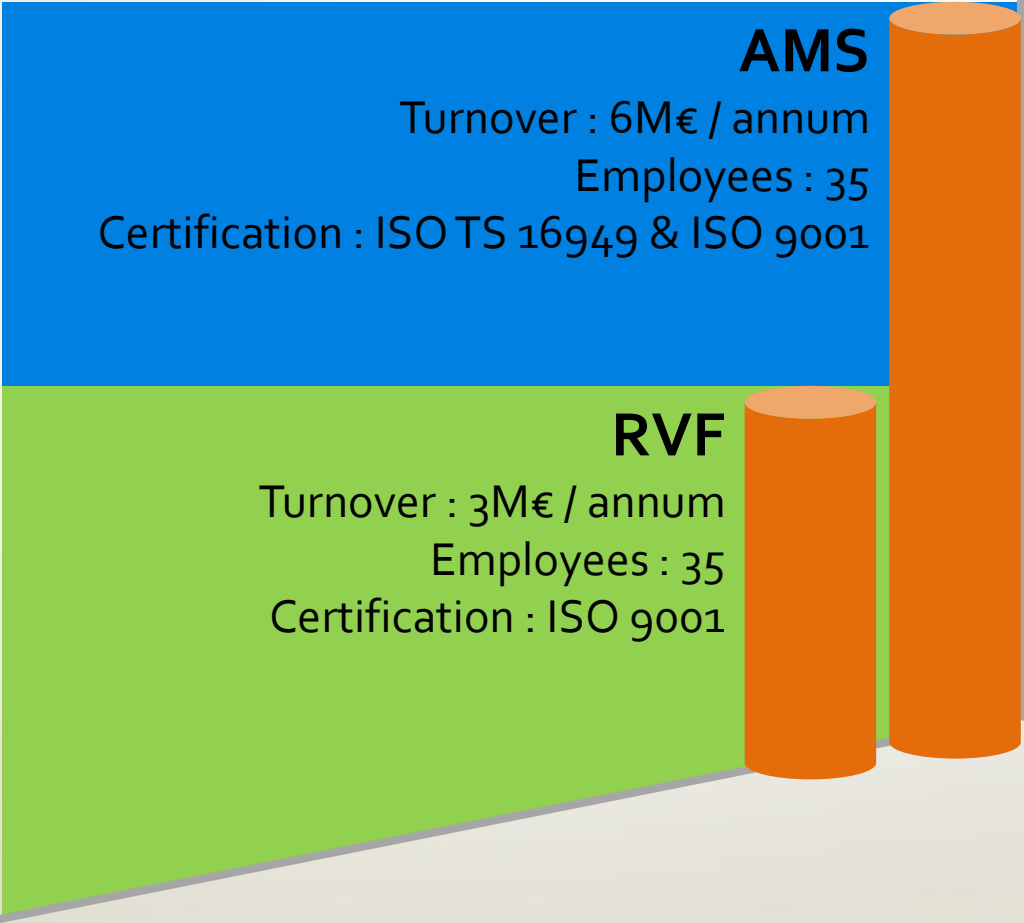 AMS
Turnover : 6M€ / annum
Employees : 35
Certification : ISO TS 16949 & ISO 9001
RVF
Turnover : 3M€ / annum
Employees : 35
Certification : ISO 9001